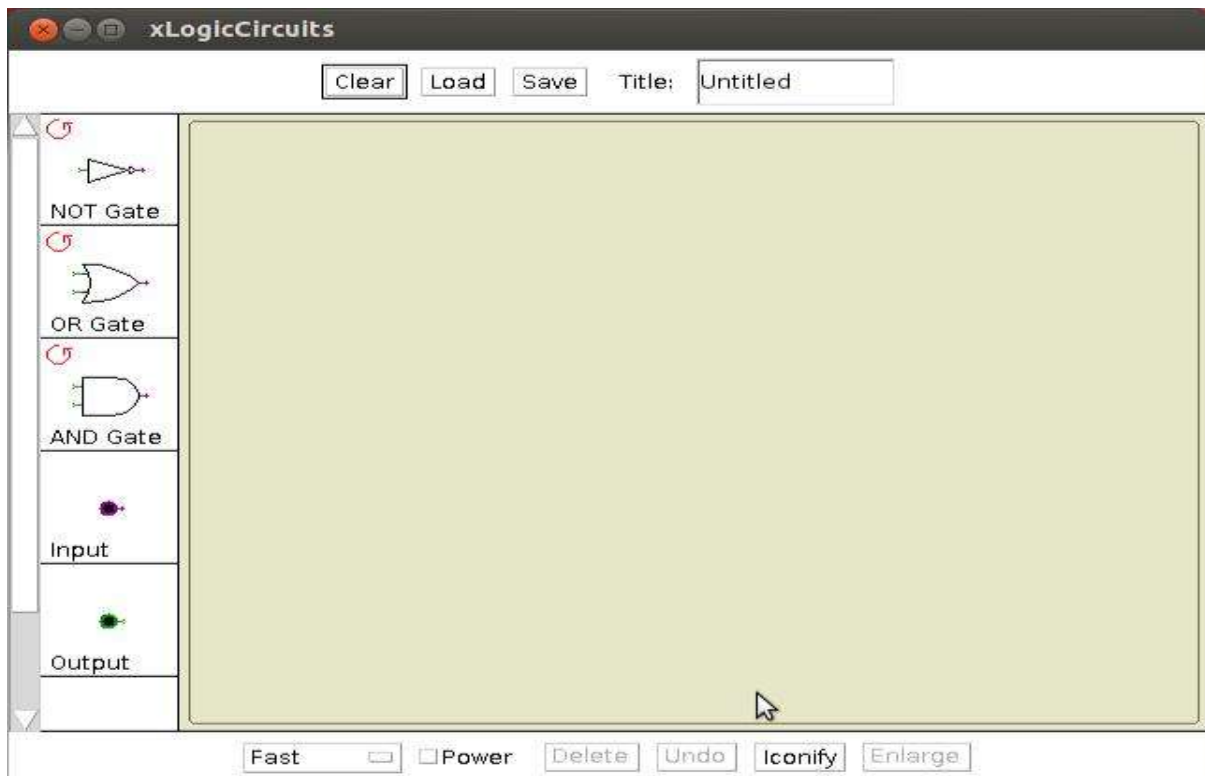 xLogicCircuits
Clear Load Save Title: Untitled
NOT Gate
OR Gate
AND Gate
Input
Output
Fast Power Delete Undo Iconify Enlarge